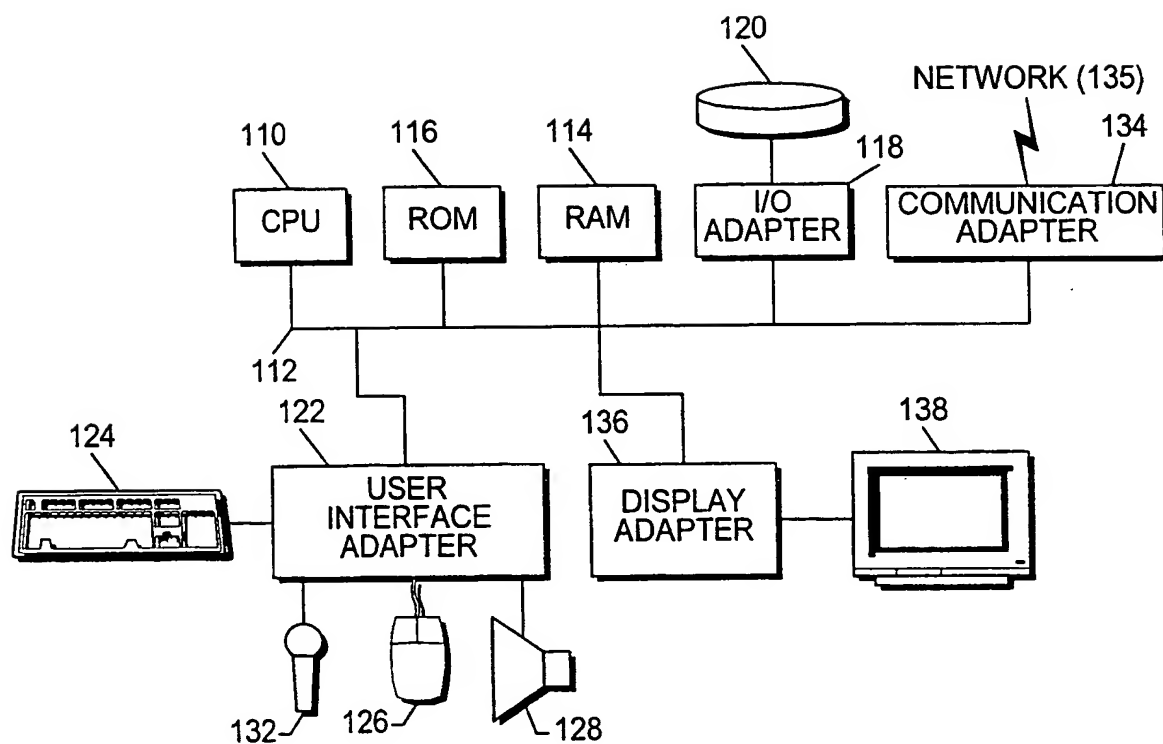 120
NETWORK (135)
110
116
114
118
134
CPU
ROM
RAM
I/O
ADAPTER
COMMUNICATION
ADAPTER
112
122
136
138
124
USER
INTERFACE
ADAPTER
DISPLAY
ADAPTER
132
126
128